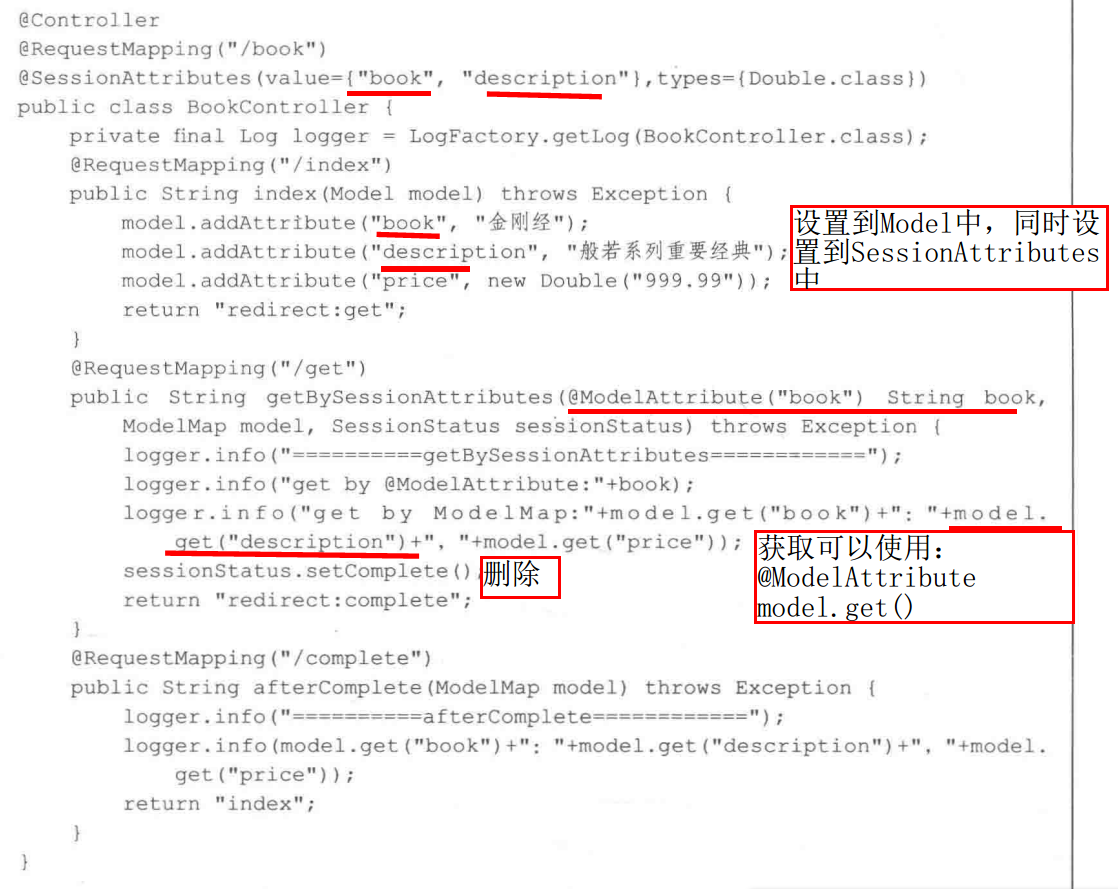 @Controller
@RequestMapping("/book")
@SessionAttributes(value={"book", "description"},types={Double.class})
public class BookController {
private final Log logger = LogFactory.getLog(BookController.class);
@RequestMapping("/index")
public String index(Model model) throws Exception {
model.addAttribute("book", "金刚经");
model.addAttribute("description", "般若系列重要经典");
model.addAttribute("price", new Double("999.99"));
return "redirect:get";
}
设置到Model中，同时设
置到SessionAttributes
中
@RequestMapping("/get")
public String getBySessionAttributes(@ModelAttribute("book") String book,
ModelMap model, SessionStatus sessionStatus) throws Exception {
logger.info("==========getBySessionAttributes============");
logger.info("get by @ModelAttribute:"+book);
logger.info("get by ModelMap:"+model.get("book")+": "+model.
get("description")+", "+model.get("price"));
sessionStatus.setComplete();
删除
return "redirect:complete";
}
获取可以使用：
@ModelAttribute
model.get()
@RequestMapping("/complete")
public String afterComplete(ModelMap model) throws Exception {
logger.info("==========afterComplete============");
logger.info(model.get("book")+": "+model.get("description")+", "+model.
get("price"));
return "index";
}
}